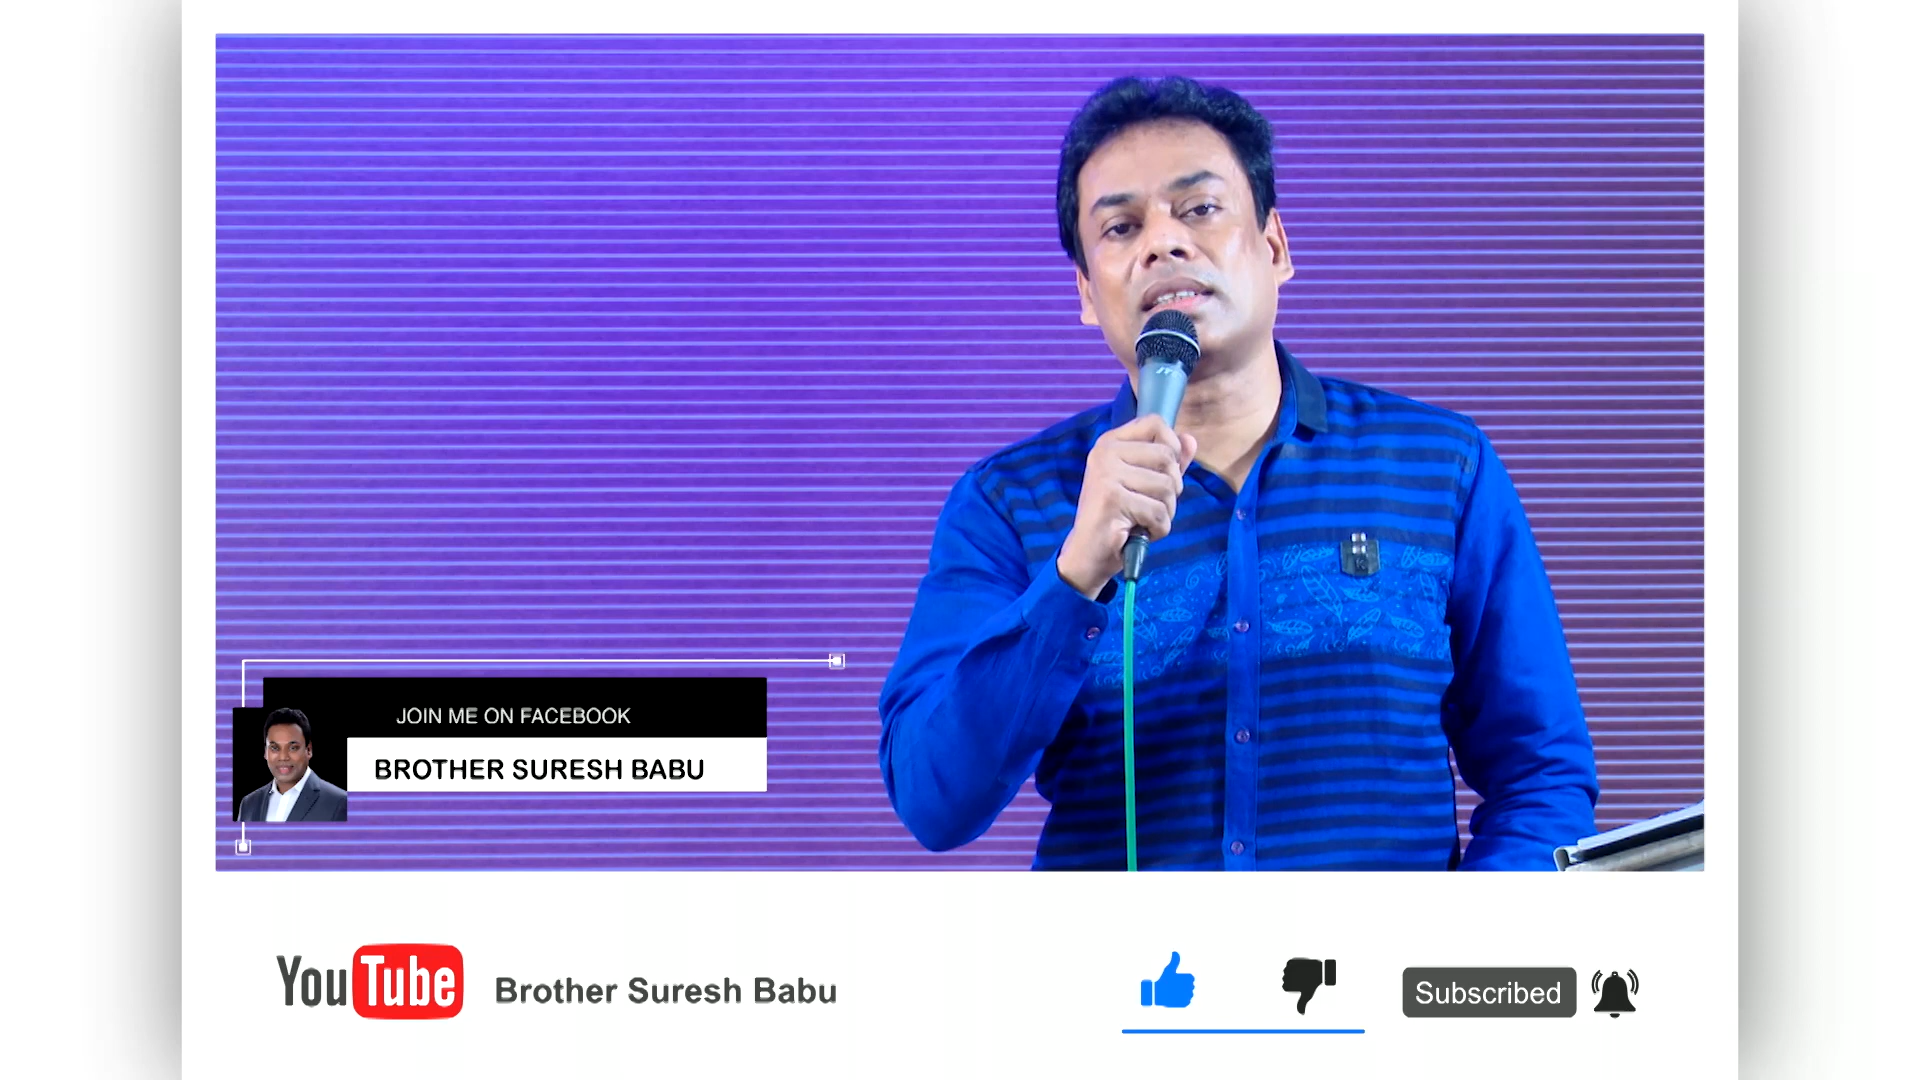 JOIN ME ON FACEBOOK
BROTHER SURESH BABU
YouTube
Brother Suresh Babu
Subscribed